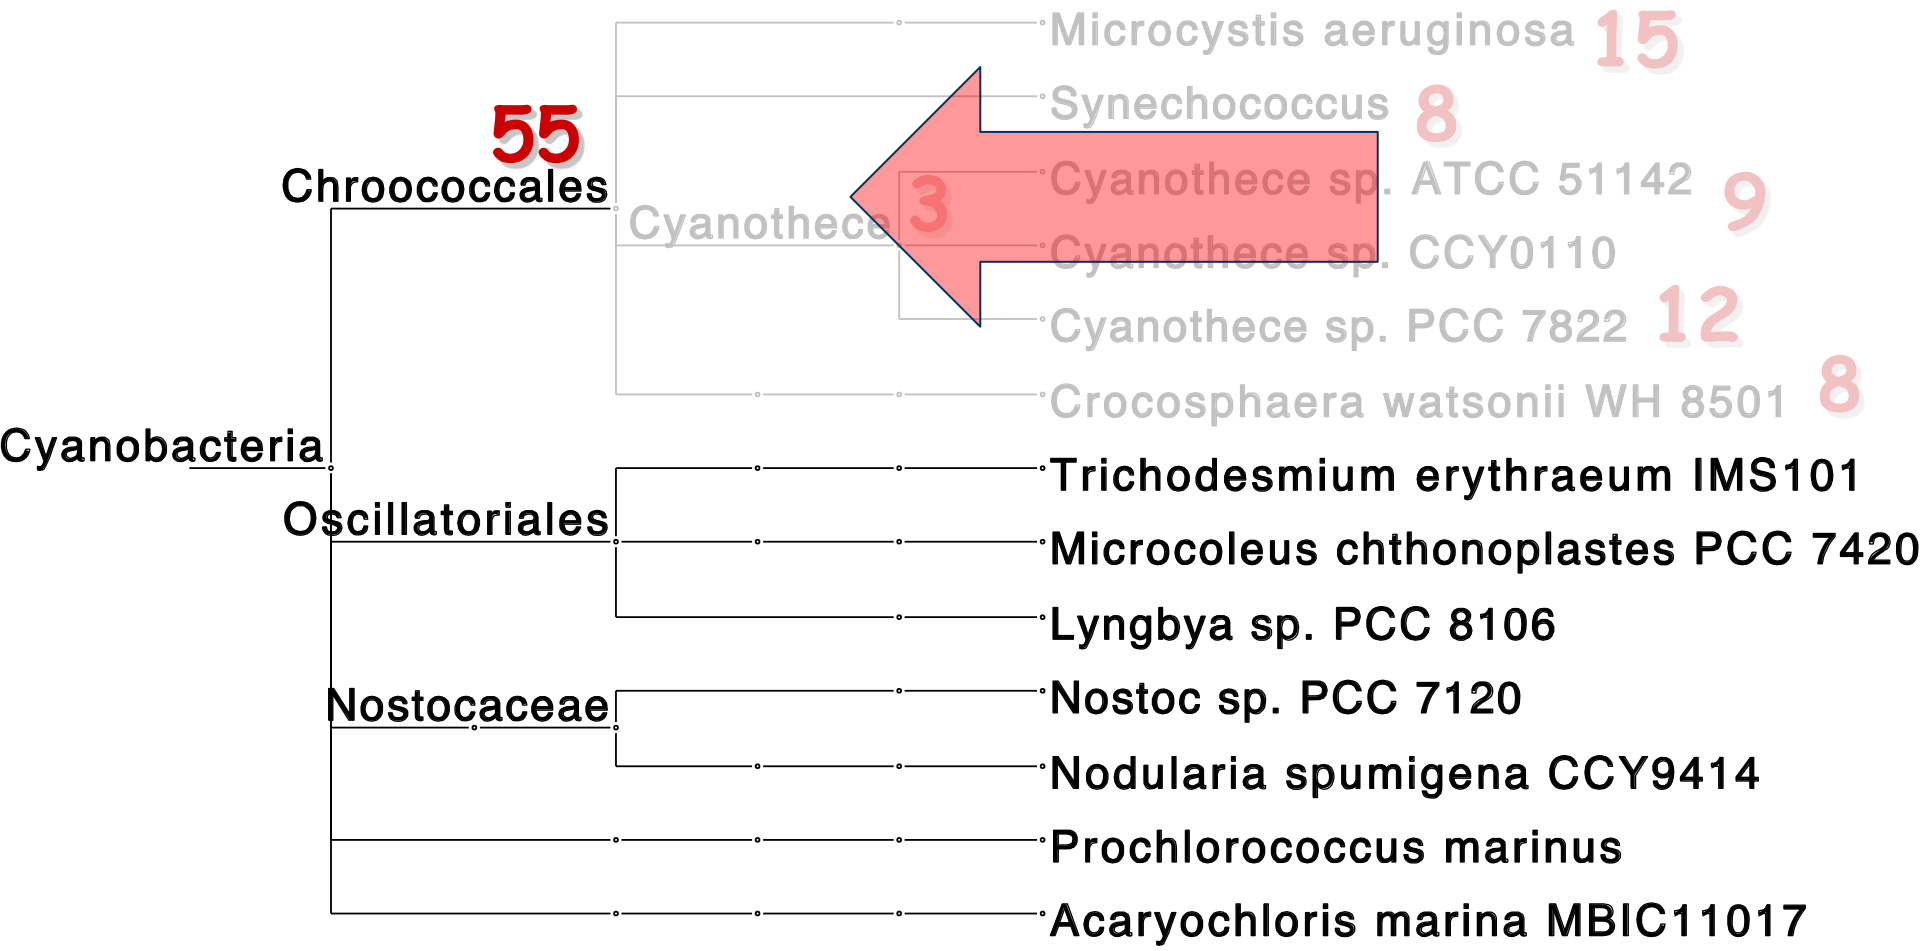 Microcystis aeruginosa 15
Synechococcus 8
55
Chroococcales
Cyanothece sp. ATCC 51142 9
Cyanothece 3
Cyanothece sp. CCY0110
Cyanothece sp. PCC 7822 12
Crocosphaera watsonii WH 8501 8
Cyanobacteria
Trichodesmium erythraeum IMS101
Oscillatoriales
Microcoleus chthonoplastes PCC 7420
Lyngbya sp. PCC 8106
Nostocaceae
Nostoc sp. PCC 7120
Nodularia spumigena CCY9414
Prochlorococcus marinus
Acaryochloris marina MBIC11017